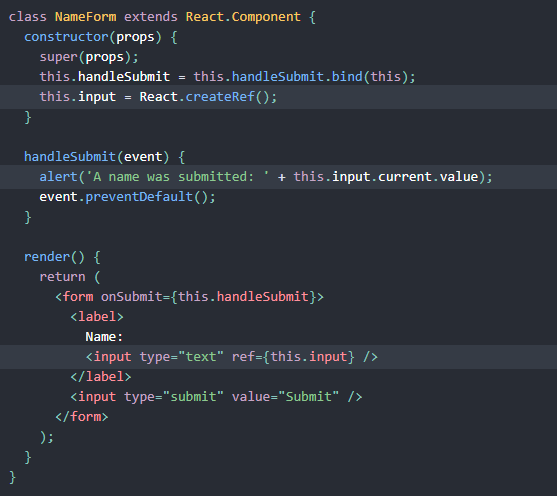 class NameForm extends React.Component {
  constructor(props) {
    super(props);
    this.handleSubmit = this.handleSubmit.bind(this);
    this.input = React.createRef();
  }

  handleSubmit(event) {
    alert('A name was submitted: ' + this.input.current.value);
    event.preventDefault();
  }

  render() {
    return (
      <form onSubmit={this.handleSubmit}>
        <label>
          Name:
          <input type="text" ref={this.input} />
        </label>
        <input type="submit" value="Submit" />
      </form>
    );
  }
}